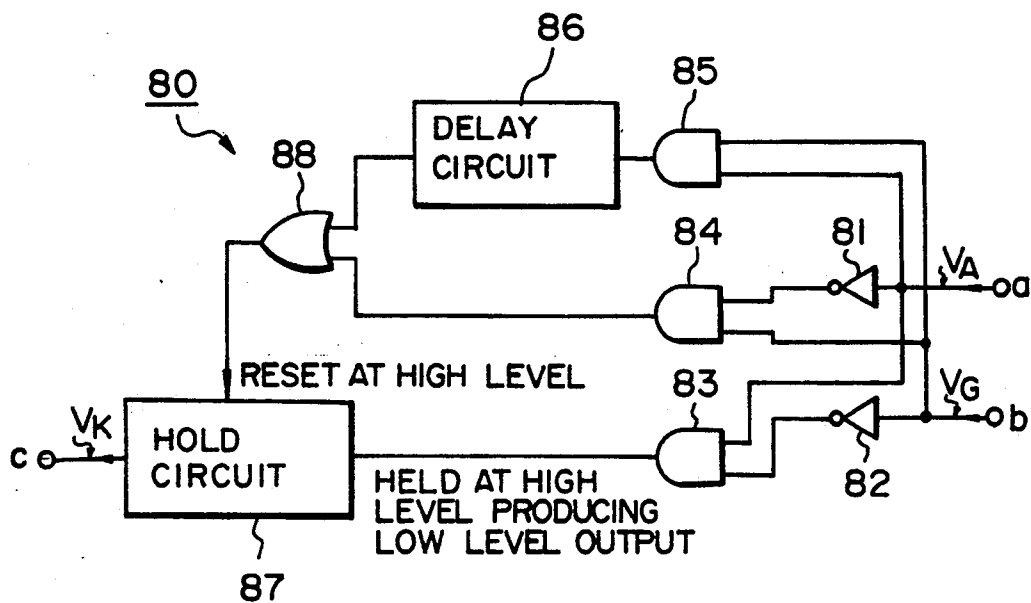 86
80
85
DELAY
CIRCUIT
88
84
81
VA
a
RESET AT HIGH LEVEL
83
VG
b
VK
c
HOLD
CIRCUIT
82
HELD AT HIGH
LEVEL PRODUCING
LOW LEVEL OUTPUT
87